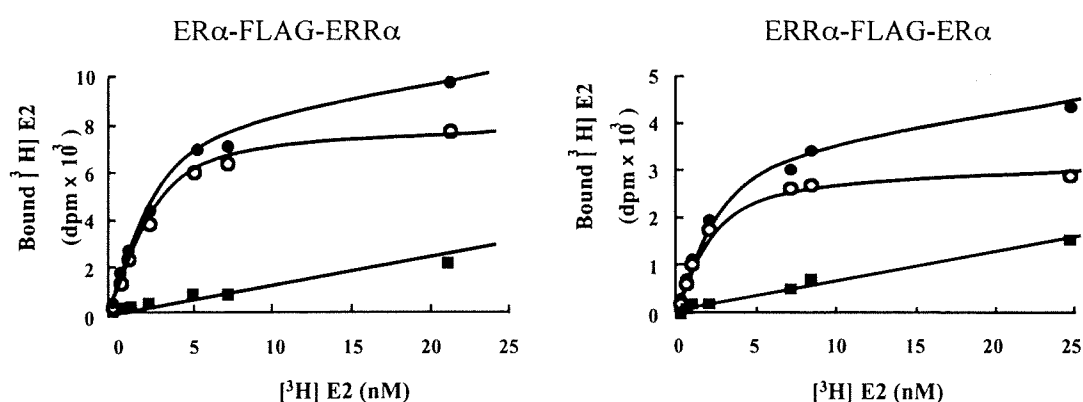 ERα-FLAG-ERRα
Bound [³H] E2
(dpm x 10³)
10
8
6
4
2
0
0 5 10 15 20 25
[³H] E2 (nM)
ERRα-FLAG-ERα
Bound [³H] E2
(dpm x 10³)
5
4
3
2
1
0
0 5 10 15 20 25
[³H] E2 (nM)